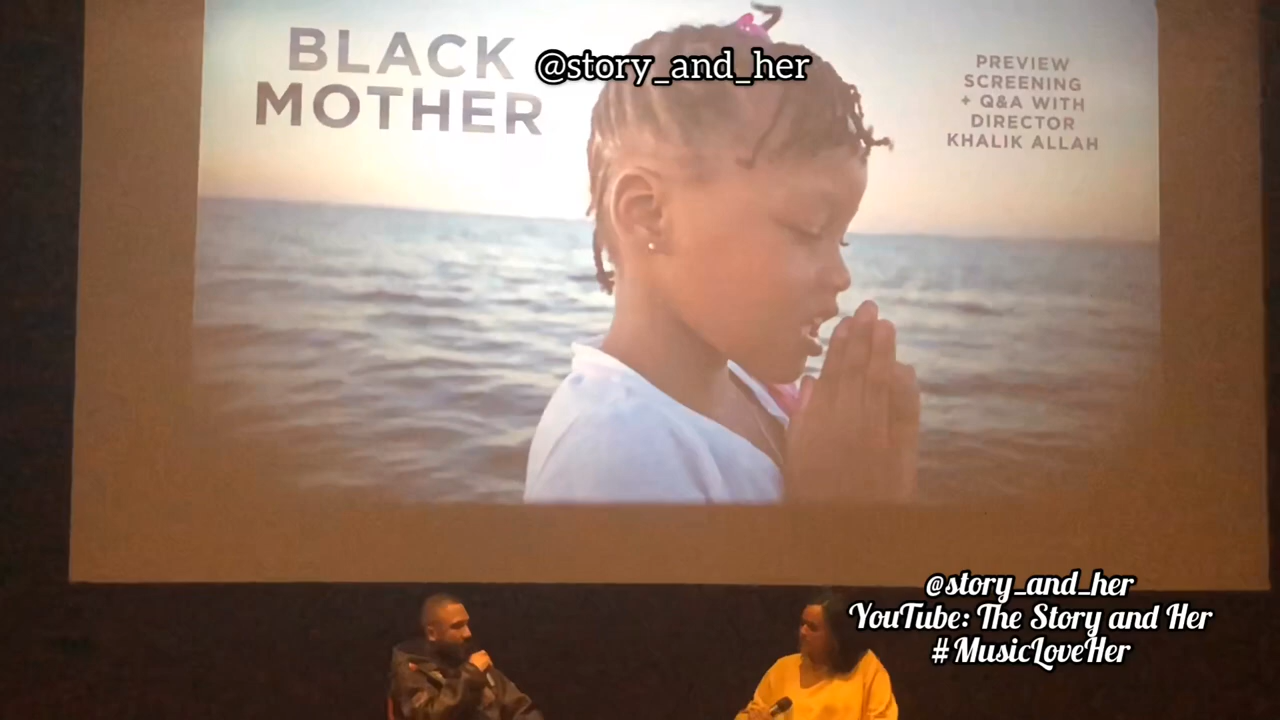 BLACK
MOTHER
@story_and_her
PREVIEW
SCREENING
+ Q&A WITH
DIRECTOR
KHALIK ALLAH
@story_and_her
YouTube: The Story and Her
#MusicLoveHer